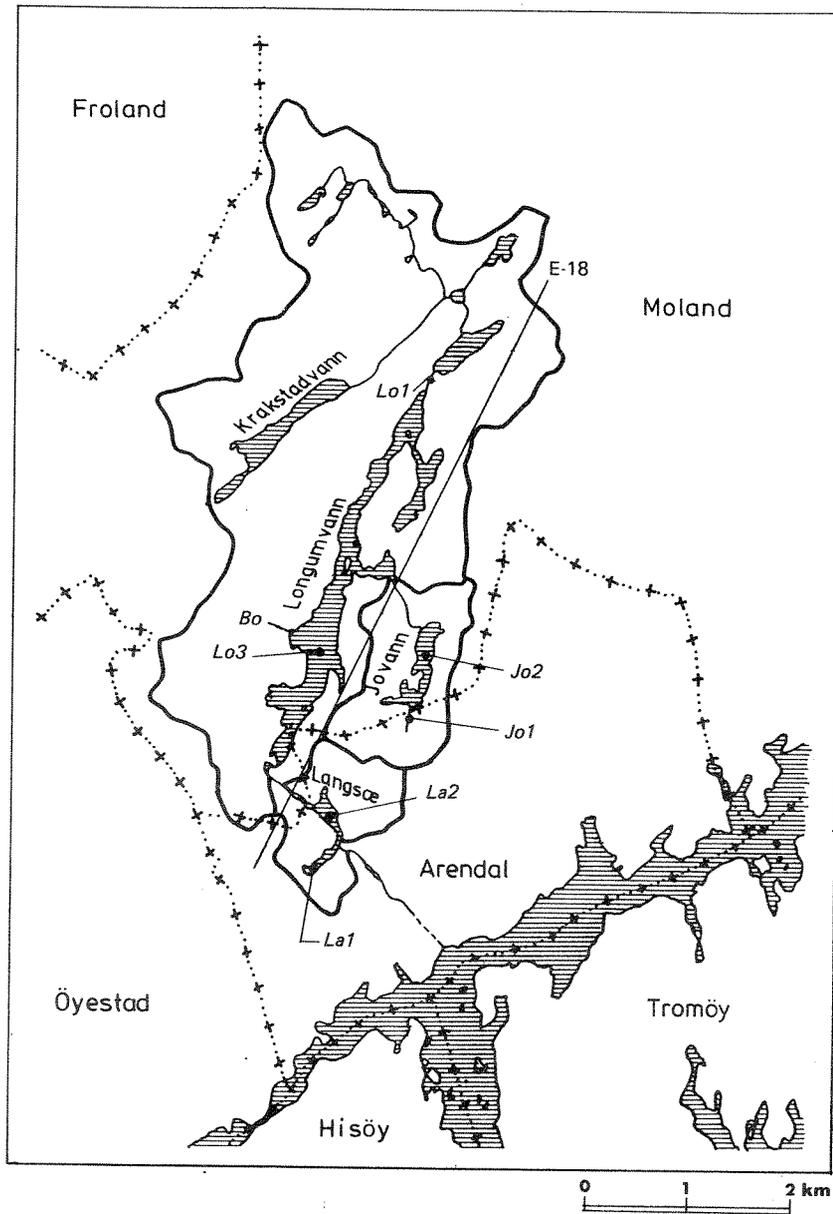 Froland
E-18
Moland
Krakstadvann
Lo1
Longumvann
Bo
Lo3
Jovann
Jo2
Jo1
Langsæ
La2
Arendal
La1
Öyestad
Tromöy
Hisöy
0 1 2 km